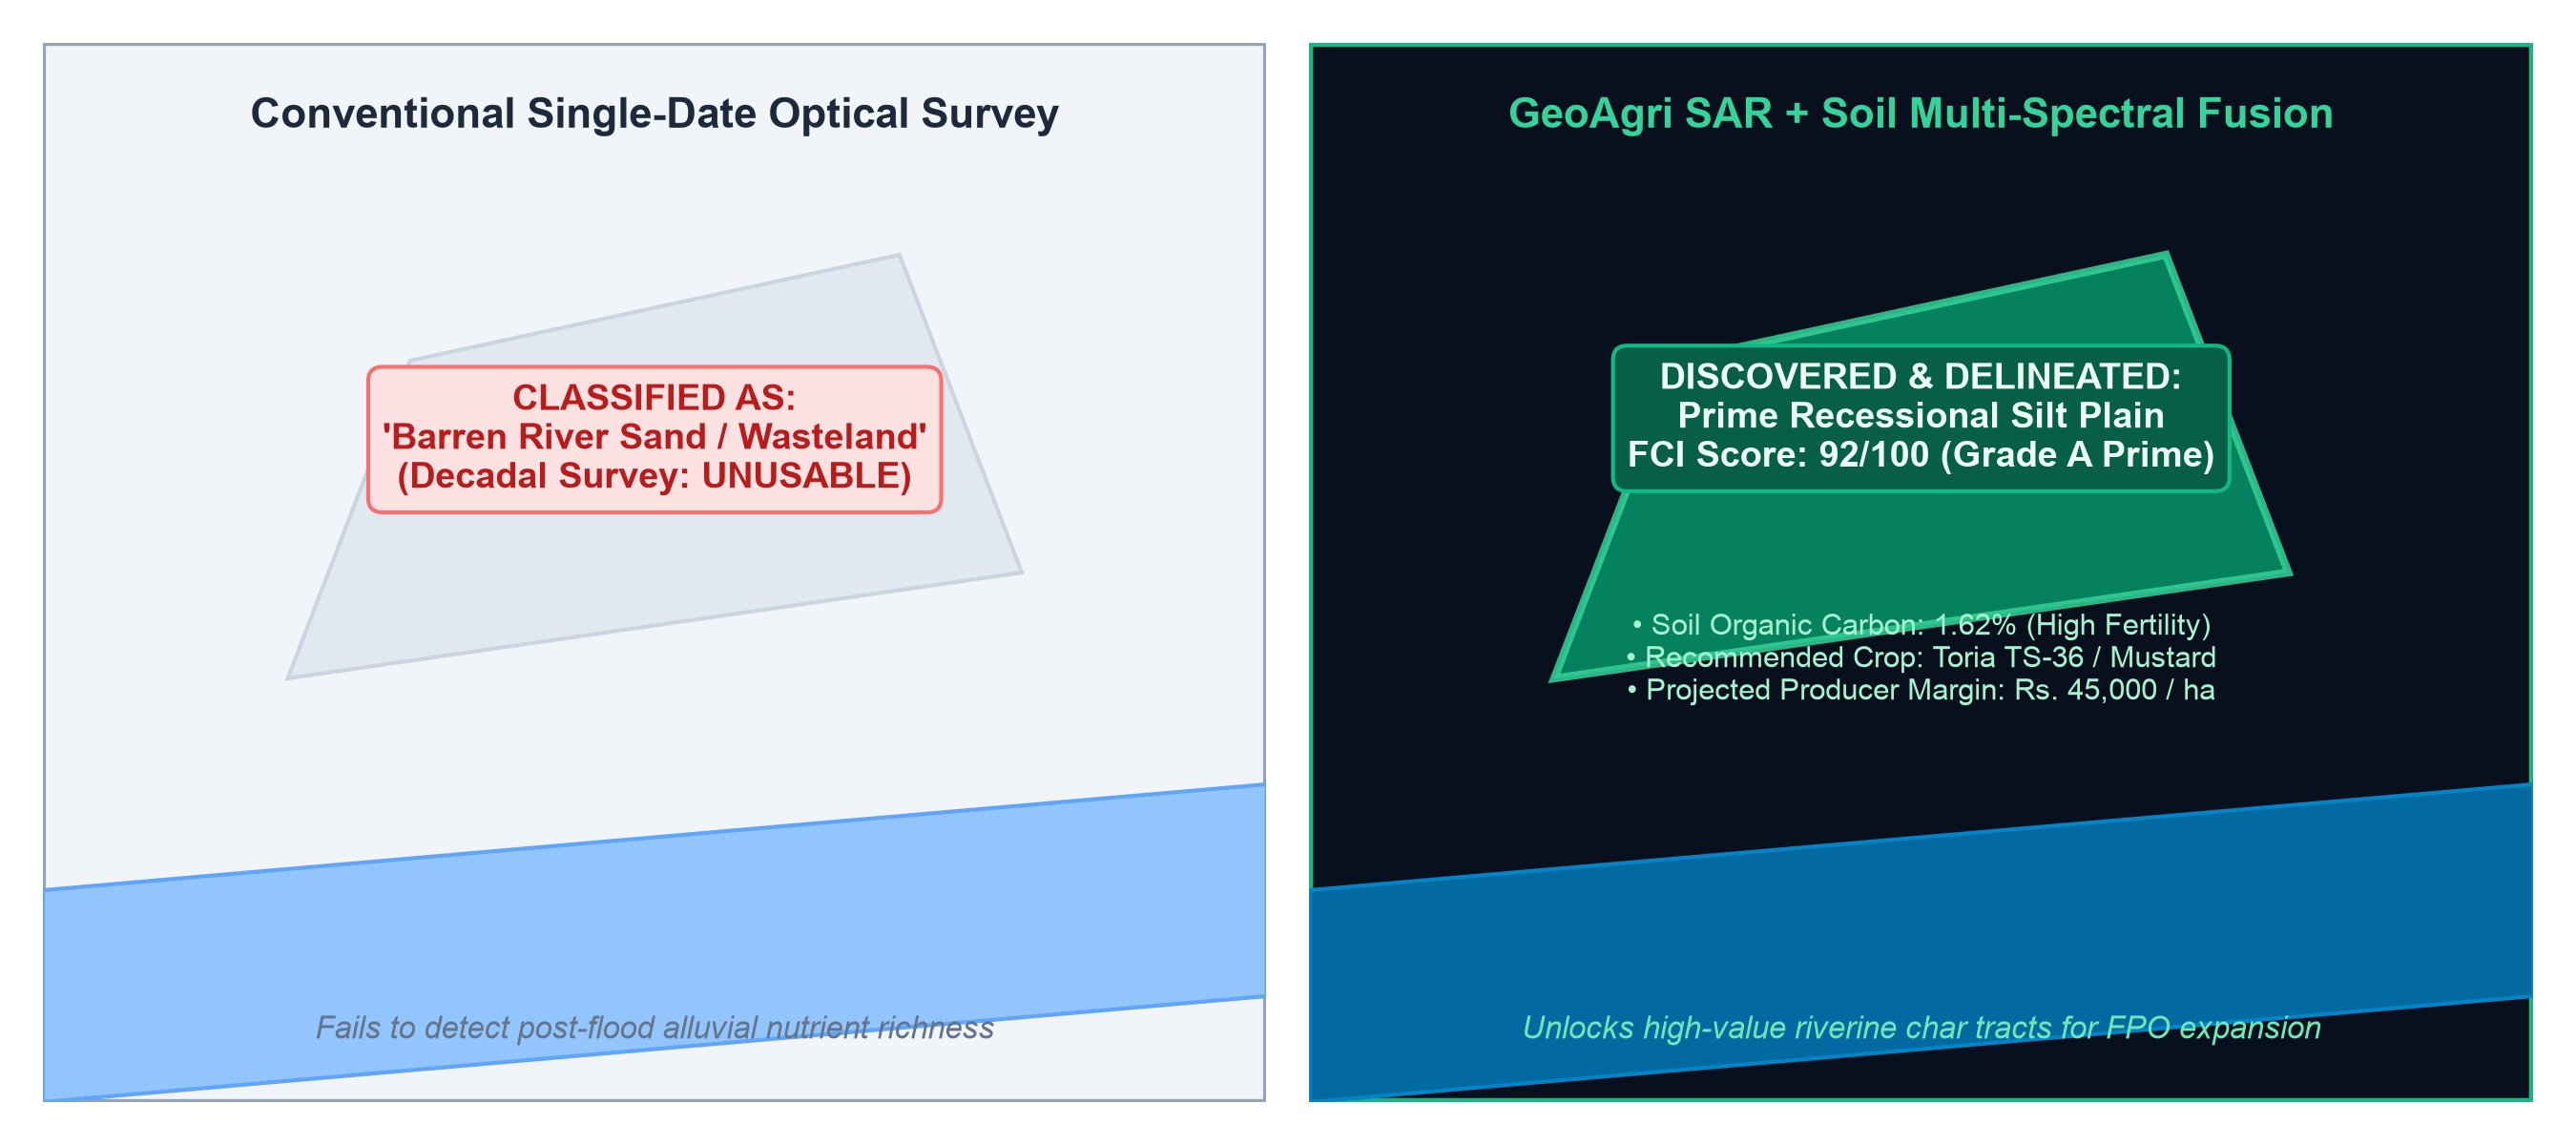 Conventional Single-Date Optical Survey
CLASSIFIED AS:
'Barren River Sand / Wasteland'
(Decadal Survey: UNUSABLE)
Fails to detect post-flood alluvial nutrient richness
GeoAgri SAR + Soil Multi-Spectral Fusion
DISCOVERED & DELINEATED:
Prime Recessional Silt Plain
FCI Score: 92/100 (Grade A Prime)
• Soil Organic Carbon: 1.62% (High Fertility)
• Recommended Crop: Toria TS-36 / Mustard
• Projected Producer Margin: Rs. 45,000 / ha
Unlocks high-value riverine char tracts for FPO expansion